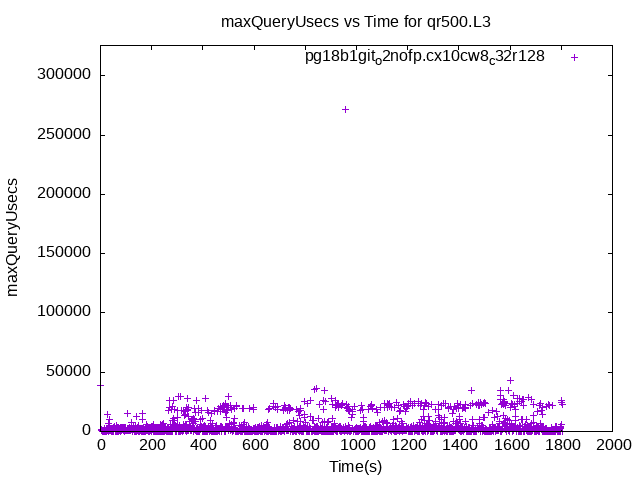 maxQueryUsecs vs Time for qr500.L3
pg18b1git_o2nofp.cx10cw8_c32r128
300000
250000
200000
150000
100000
50000
0
maxQueryUsecs
0 200 400 600 800 1000 1200 1400 1600 1800 2000
Time(s)